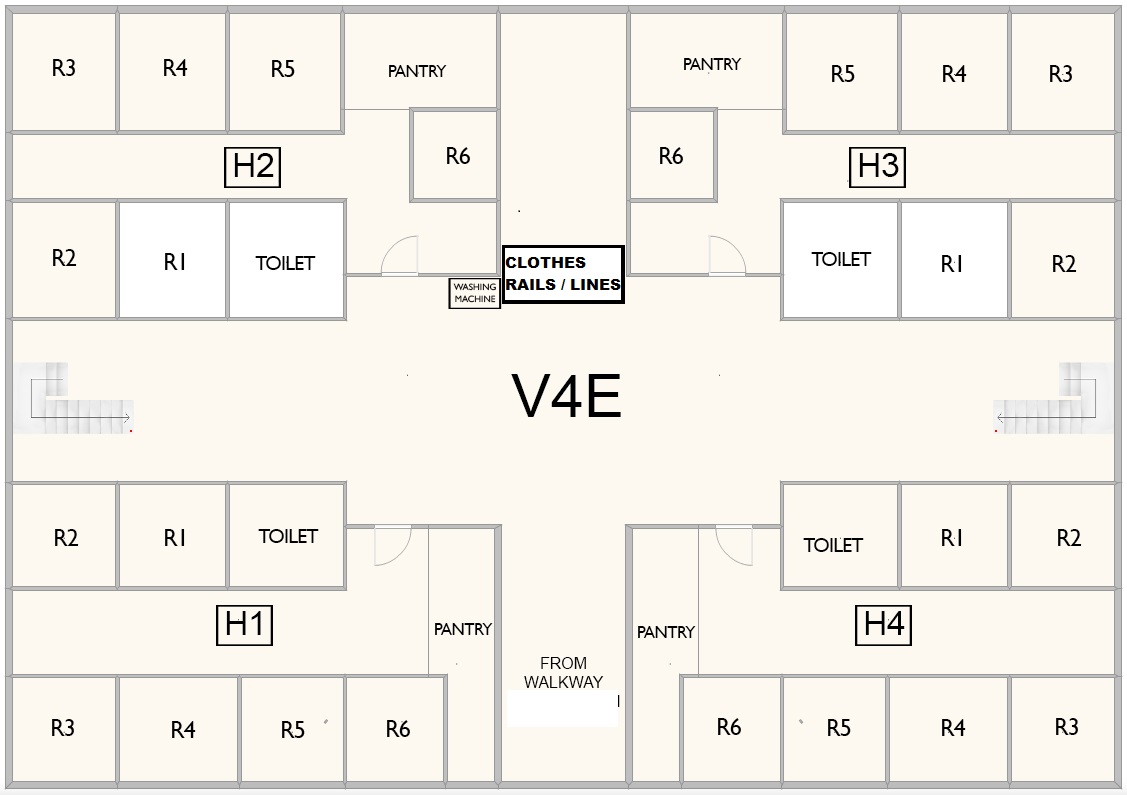 R3
R4
R5
PANTRY
PANTRY
R5
R4
R3
R6
R6
H2
H3
R2
R1
TOILET
TOILET
R1
R2
CLOTHES
RAILS / LINES
WASHING
MACHINE
V4E
R2
R1
TOILET
TOILET
R1
R2
H1
PANTRY
PANTRY
H4
FROM
WALKWAY
R3
R4
R5
R6
R6
R5
R4
R3